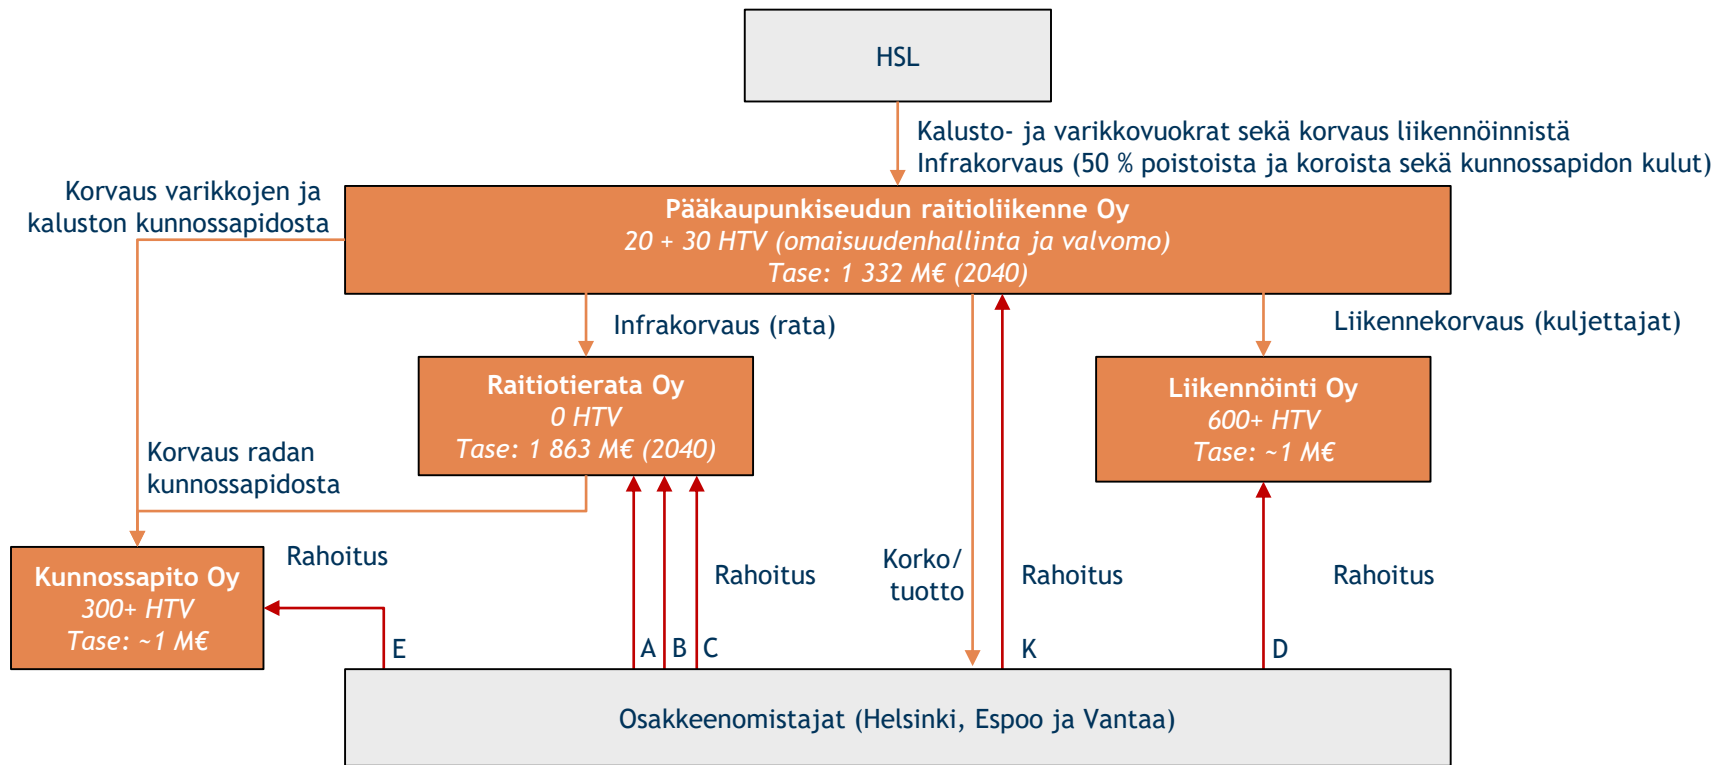 HSL
Kalusto- ja varikkovuokrat sekä korvaus liikennöinnistä
Infrakorvaus (50 % poistoista ja koroista sekä kunnossapidon kulut)
Korvaus varikkojen ja
kaluston kunnossapidosta
Pääkaupunkiseudun raitioliikenne Oy
20 + 30 HTV (omaisuudenhallinta ja valvomo)
Tase: 1 332 M€ (2040)
Infrakorvaus (rata)
Liikennekorvaus (kuljettajat)
Raitiotierata Oy
0 HTV
Tase: 1 863 M€ (2040)
Liikennöinti Oy
600+ HTV
Tase: ~1 M€
Korvaus radan
kunnossapidosta
Kunnossapito Oy
300+ HTV
Tase: ~1 M€
Rahoitus
Rahoitus
Korko/
tuotto
Rahoitus
Rahoitus
E
A
B
C
K
D
Osakkeenomistajat (Helsinki, Espoo ja Vantaa)